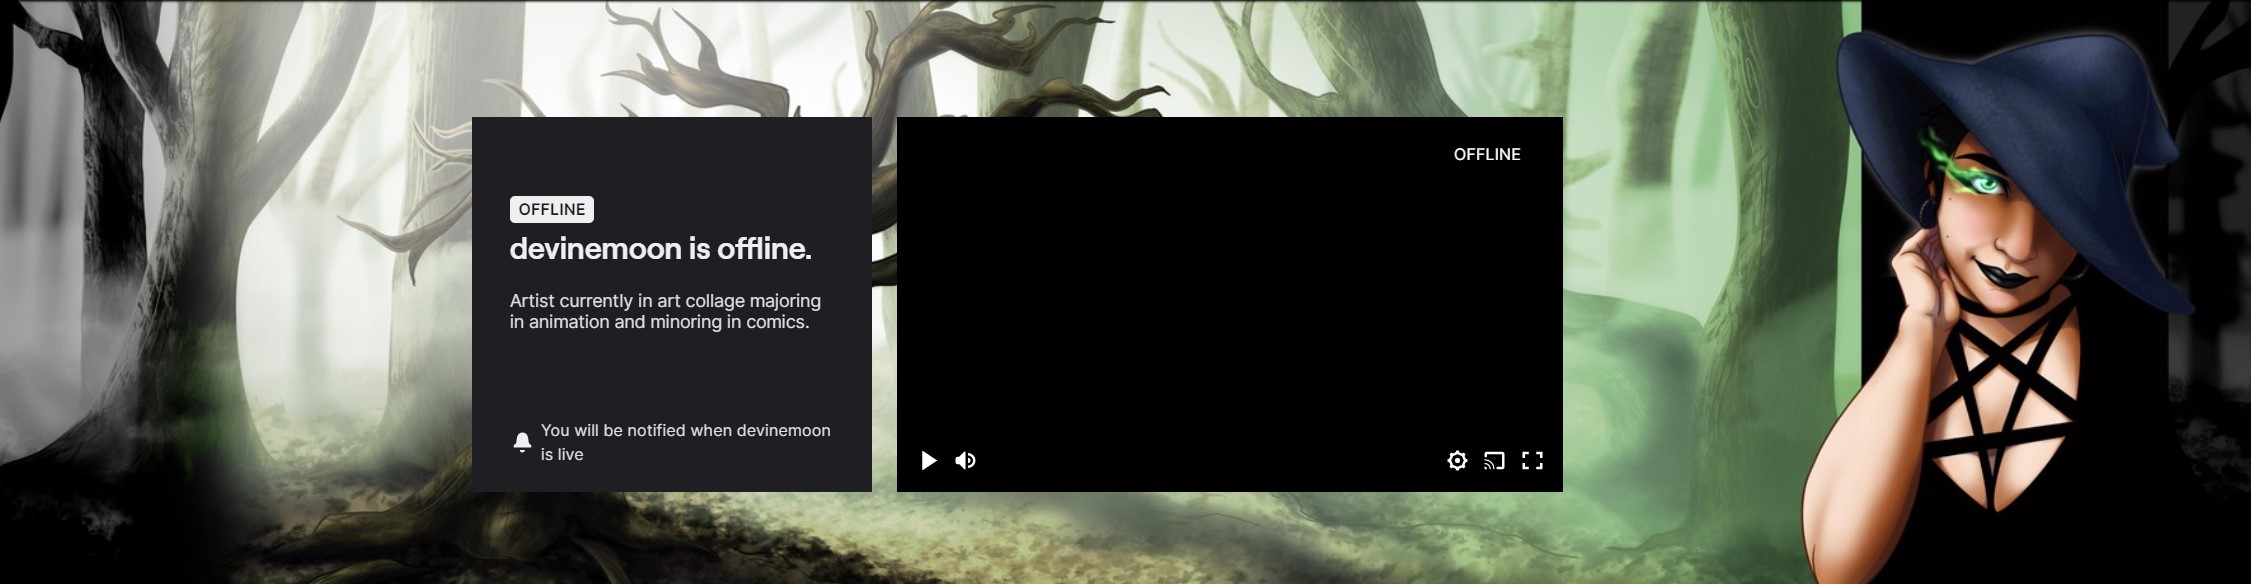 OFFLINE
devinemoon is offline.
Artist currently in art collage majoring
in animation and minoring in comics.
You will be notified when devinemoon
is live
OFFLINE